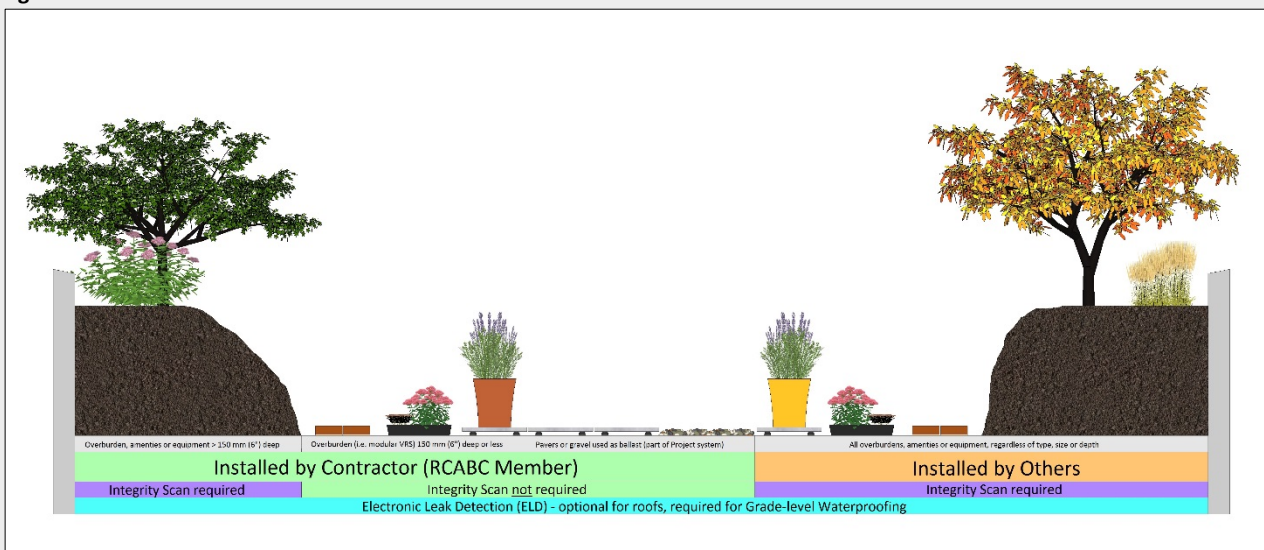 Overburden, amenities or equipment > 150 mm (6") deep
Overburden (i.e. modular VRS) 150 mm (6") deep or less
Pavers or gravel used as ballast (part of Project system)
All overburdens, amenities or equipment, regardless of type, size or depth
Installed by Contractor (RCABC Member)
Installed by Others
Integrity Scan required
Integrity Scan not required
Integrity Scan required
Electronic Leak Detection (ELD) - optional for roofs, required for Grade-level Waterproofing